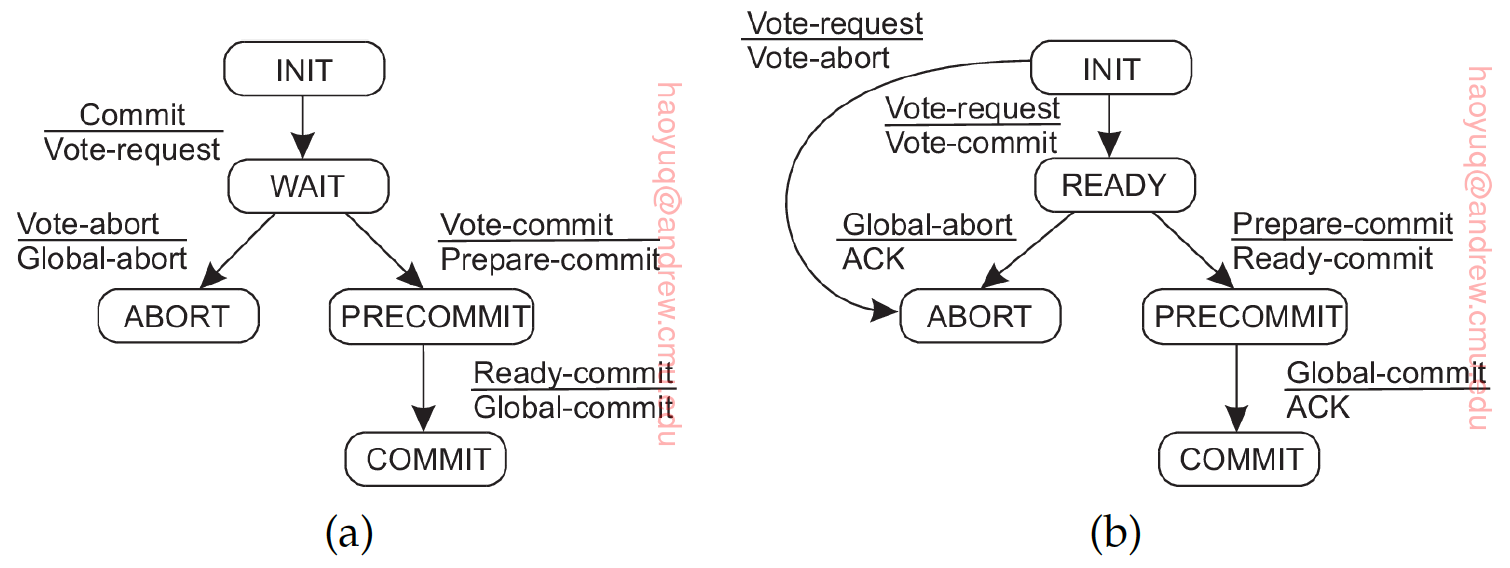 INIT
Commit
Vote-request
WAIT
Vote-abort
Global-abort
Vote-commit
Prepare-commit
ABORT
PRECOMMIT
Ready-commit
Global-commit
COMMIT
(a)
haoyuq@andrew.cmu.edu
Vote-request
Vote-abort
INIT
Vote-request
Vote-commit
READY
Global-abort
ACK
Prepare-commit
Ready-commit
ABORT
PRECOMMIT
Global-commit
ACK
COMMIT
(b)
haoyuq@andrew.cmu.edu